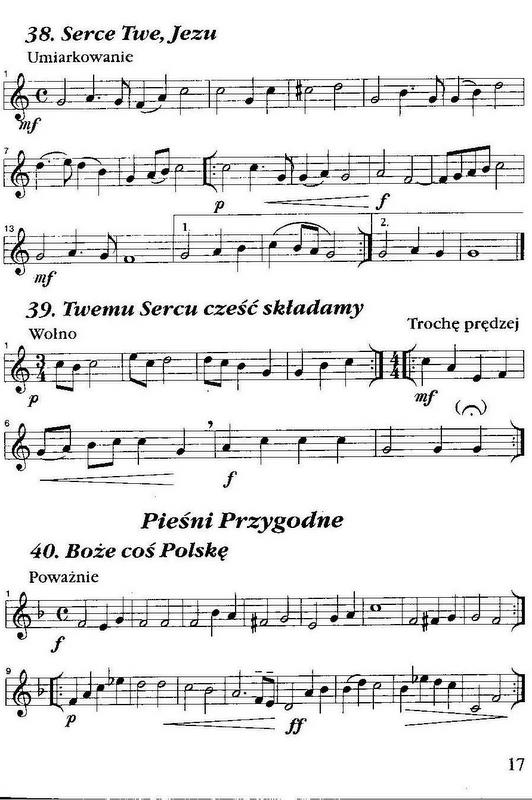 38. Serce Twe, Jezu
Umiarkowanie
1
mf
7
p f
13
1. 2.
mf
39. Twemu Sercu cześć składamy
Wolno Trochę prędzej
1
3/4 4/4
p mf
6
f
Pieśni Przygodne
40. Boże coś Polskę
Poważnie
1
f
9
p ff
17